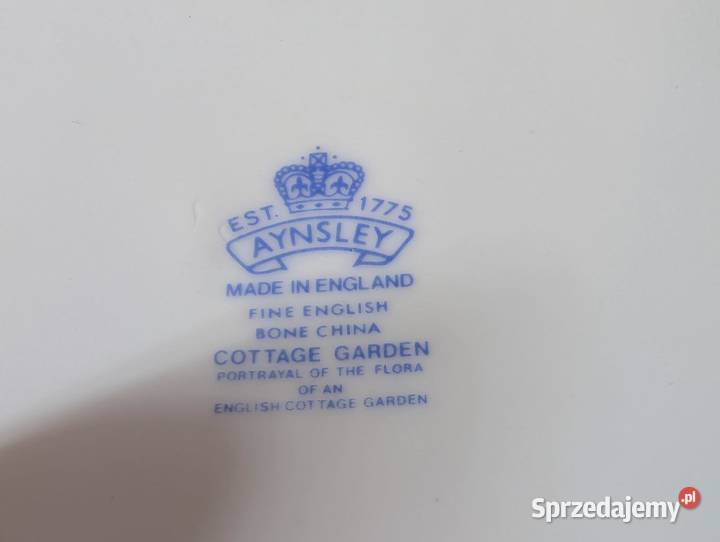 EST. 1775
AYNSLEY
MADE IN ENGLAND
FINE ENGLISH
BONE CHINA
COTTAGE GARDEN
PORTRAYAL OF THE FLORA
OF AN
ENGLISH COTTAGE GARDEN
Sprzedajemy.pl